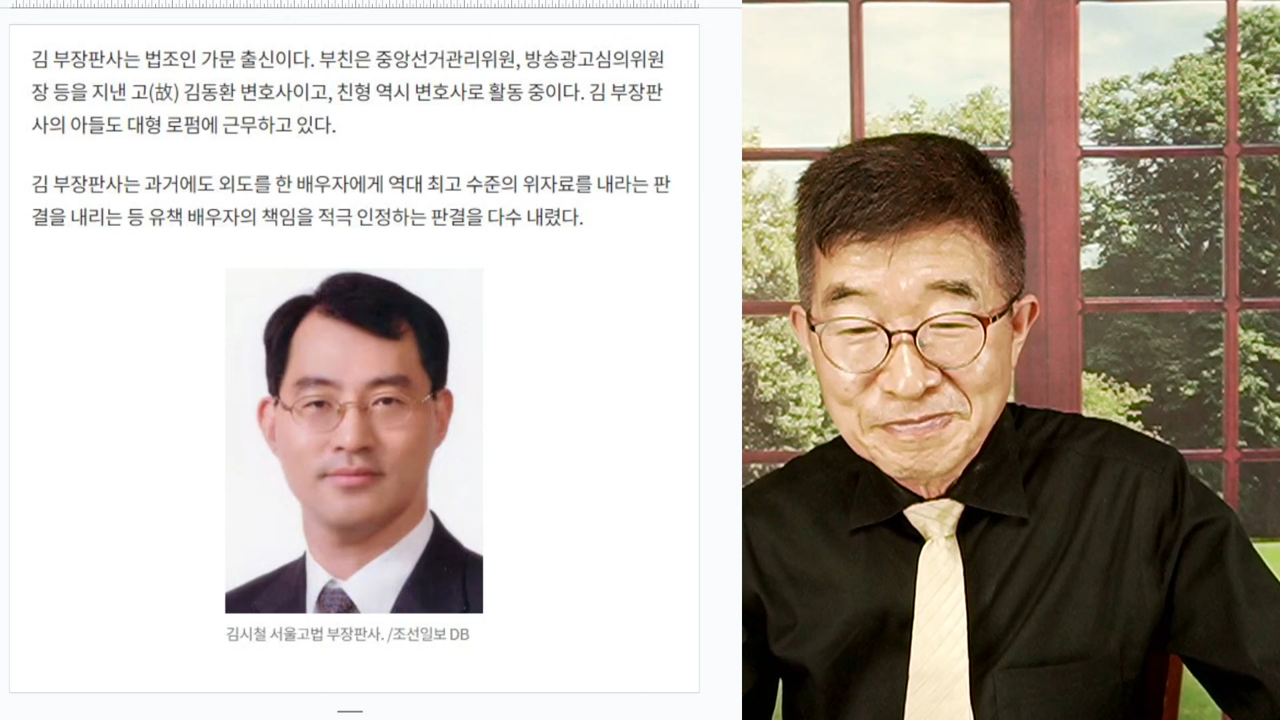 김 부장판사는 법조인 가문 출신이다. 부친은 중앙선거관리위원, 방송광고심의위원
장 등을 지낸 고(故) 김동환 변호사이고, 친형 역시 변호사로 활동 중이다. 김 부장판
사의 아들도 대형 로펌에 근무하고 있다.
김 부장판사는 과거에도 외도를 한 배우자에게 역대 최고 수준의 위자료를 내라는 판
결을 내리는 등 유책 배우자의 책임을 적극 인정하는 판결을 다수 내렸다.
김시철 서울고법 부장판사. /조선일보 DB